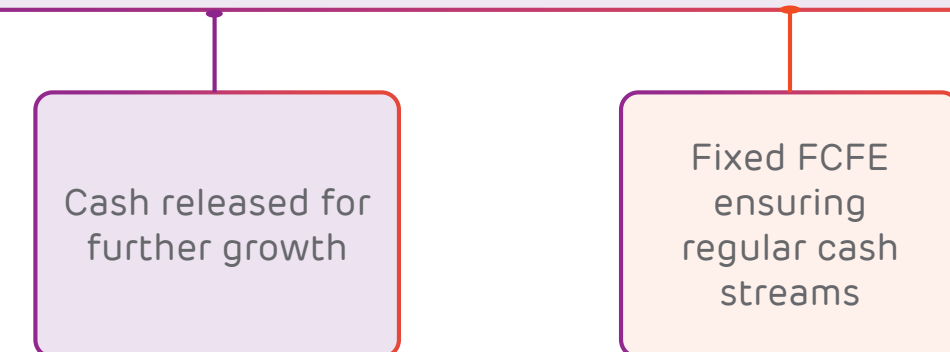 Cash released for
further growth
Fixed FCFE
ensuring
regular cash
streams